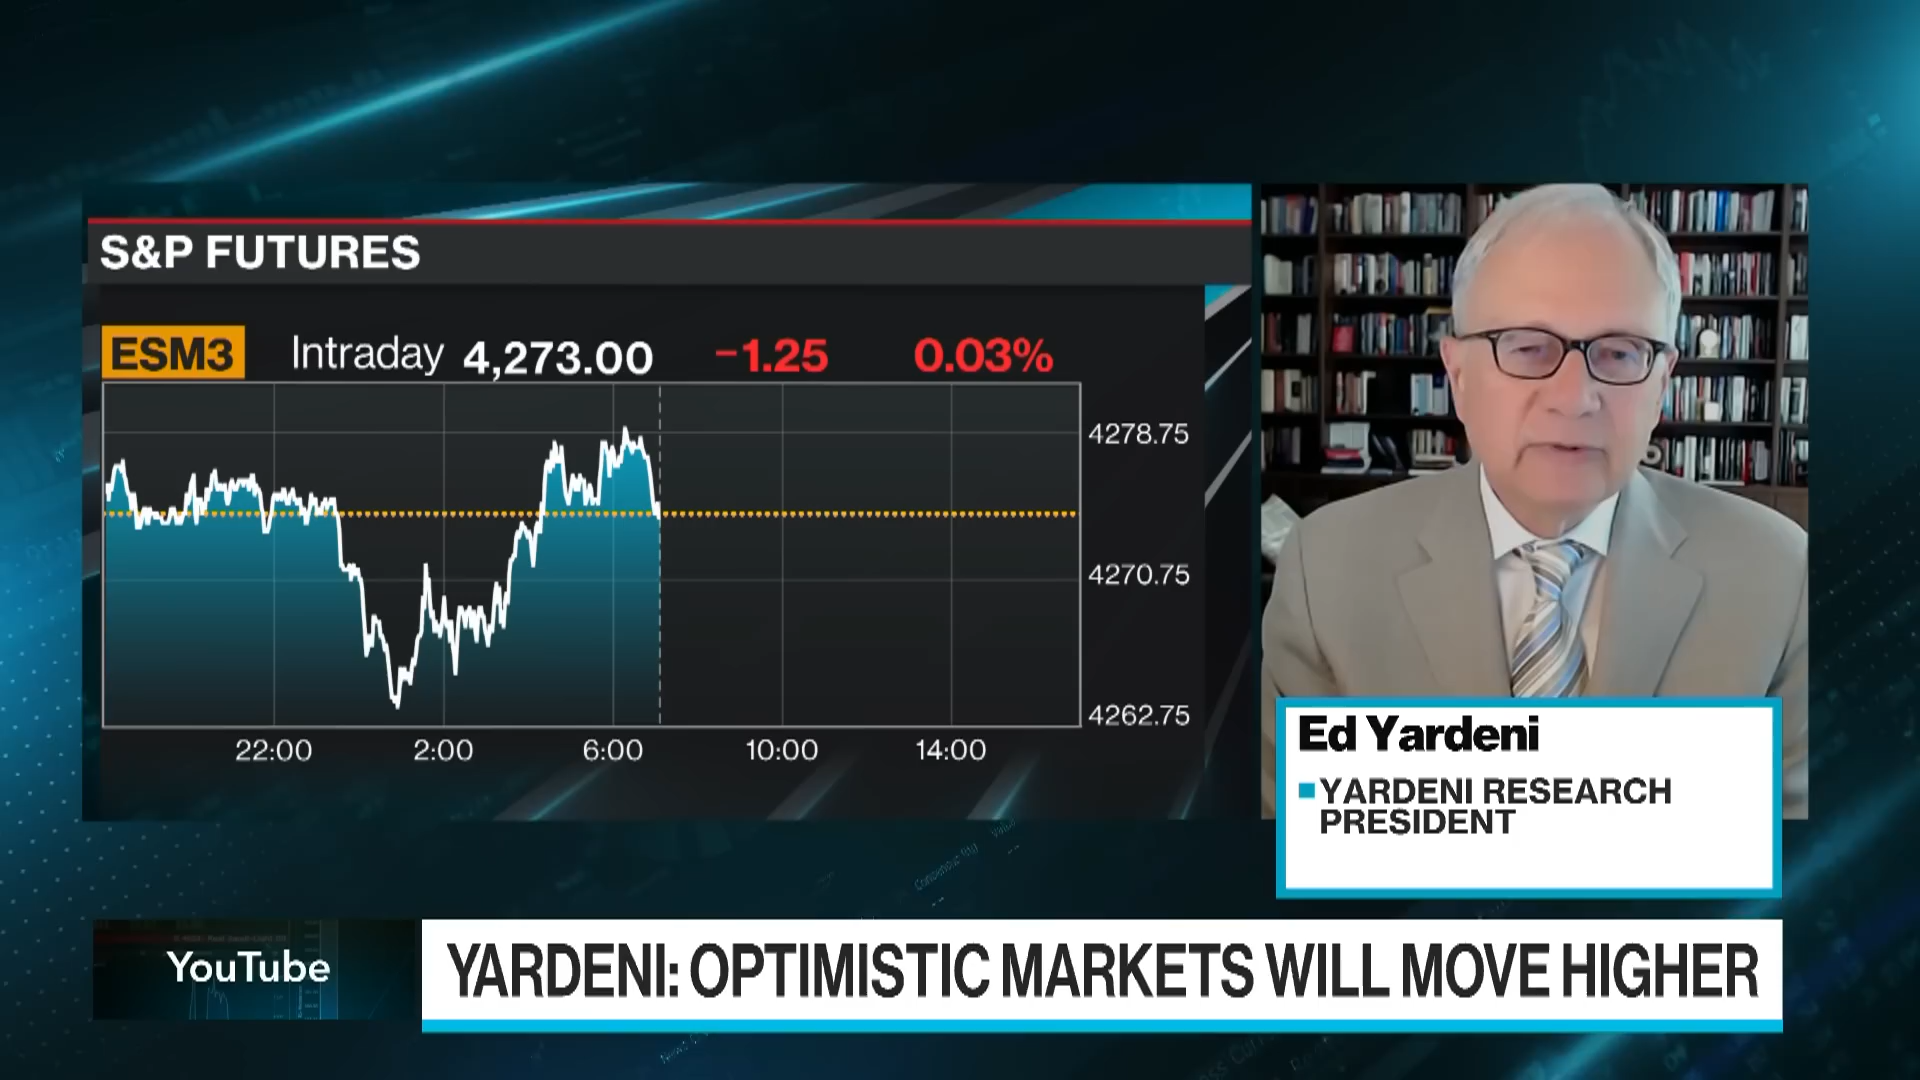 S&P FUTURES
ESM3 Intraday 4,273.00 −1.25 0.03%
4278.75
4270.75
4262.75
22:00 2:00 6:00 10:00 14:00
Ed Yardeni
YARDENI RESEARCH
PRESIDENT
YouTube
YARDENI: OPTIMISTIC MARKETS WILL MOVE HIGHER